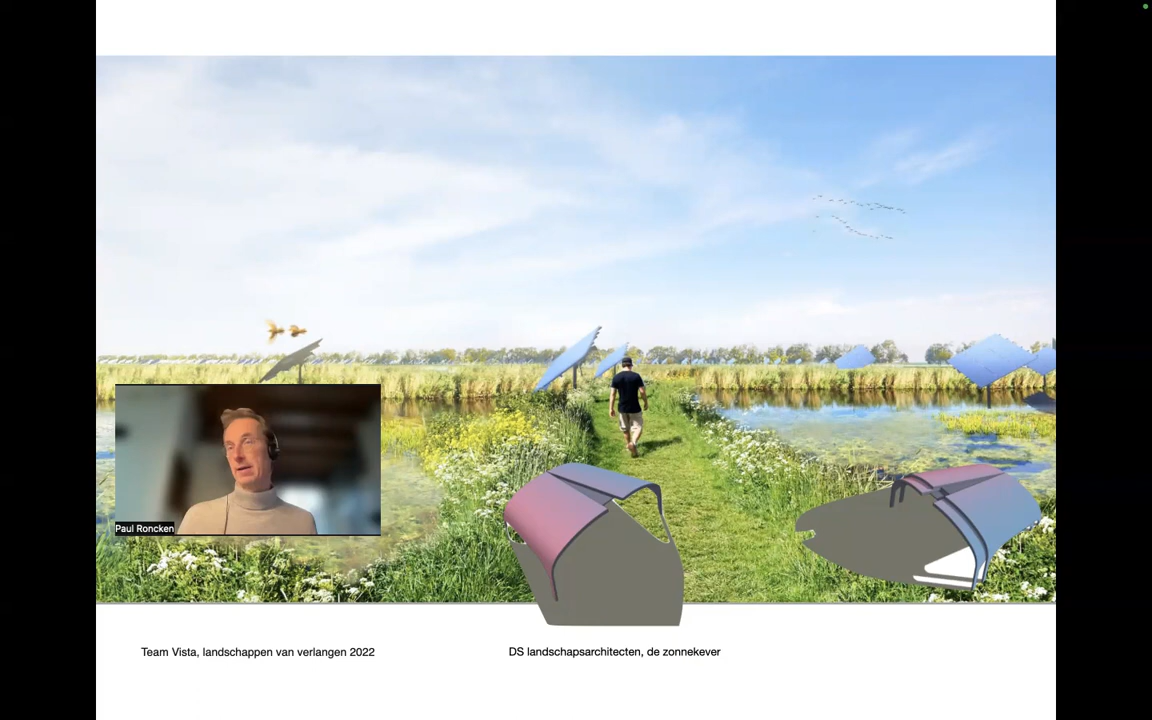 Paul Roncken
Team Vista, landschappen van verlangen 2022
DS landschapsarchitecten, de zonnekever